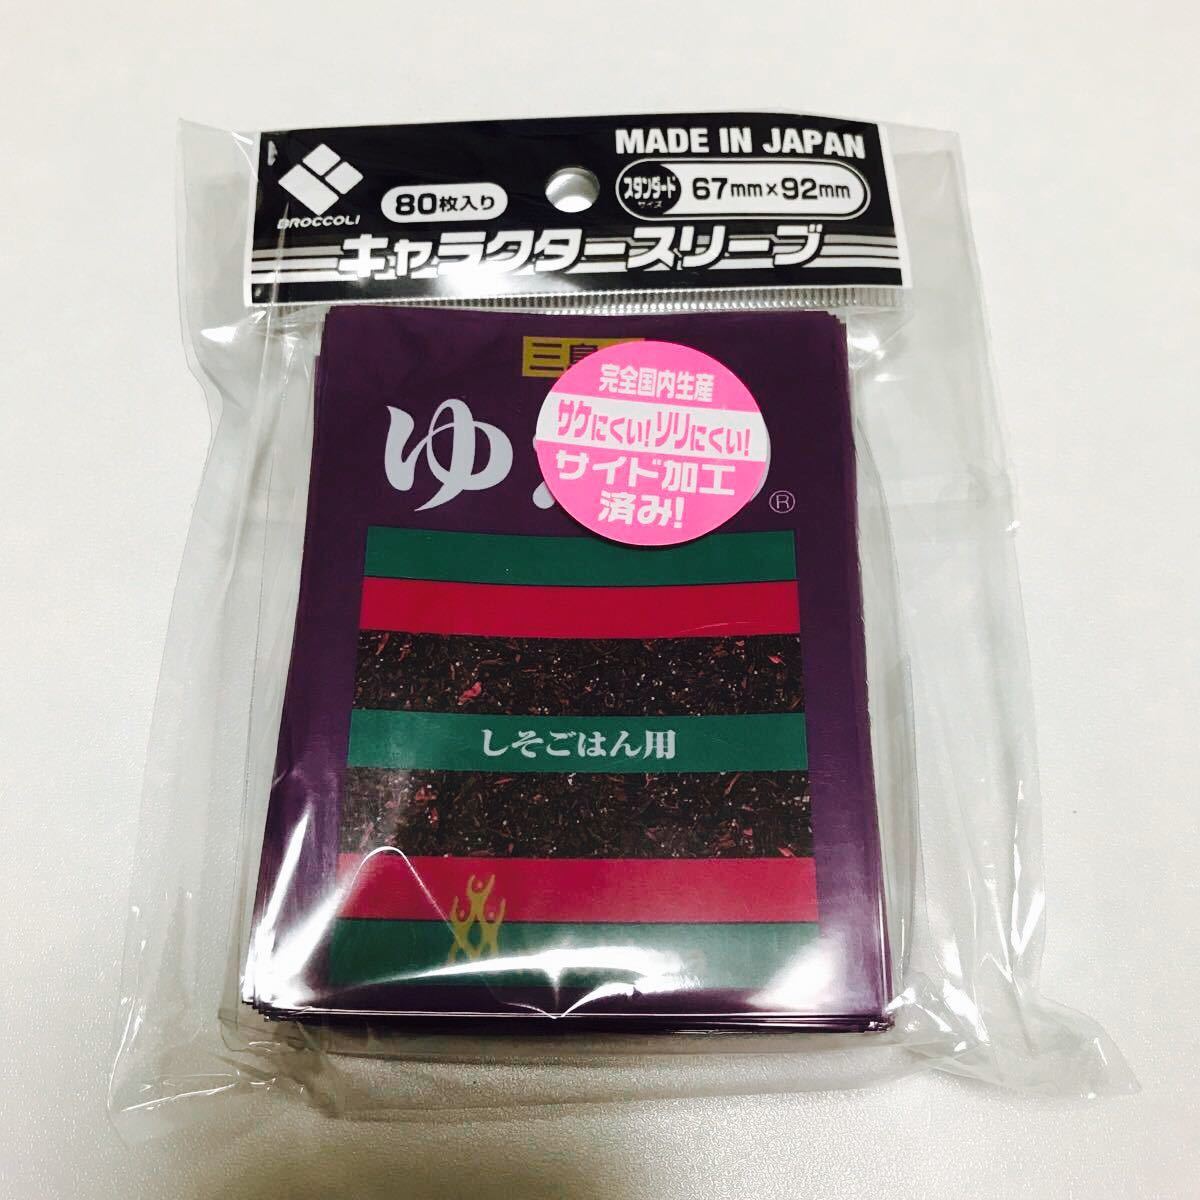 MADE IN JAPAN
BROCCOLI
80枚入り
スタンダード
サイズ
67mm×92mm
キャラクタースリーブ
三島
完全国内生産
サケにくい!ソリにくい!
サイド加工
済み!
ゆ
®
しそごはん用